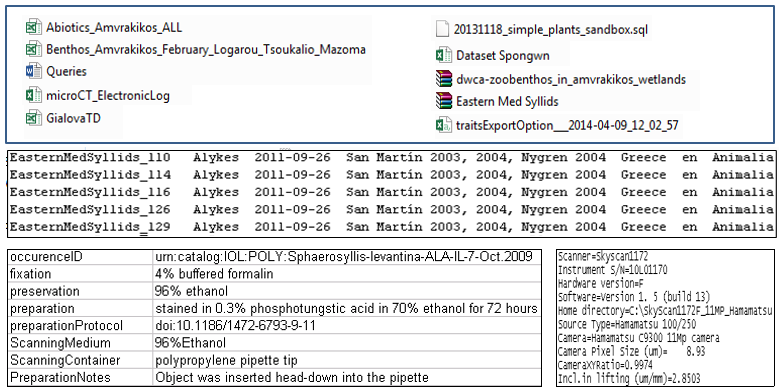 Abiotics_Amvrakikos_ALL
Benthos_Amvrakikos_February_Logarou_Tsoukalio_Mazoma
Queries
microCT_ElectronicLog
GialovaTD
20131118_simple_plants_sandbox.sql
Dataset Spongwn
dwca-zoobenthos_in_amvrakikos_wetlands
Eastern Med Syllids
traitsExportOption___2014-04-09_12_02_57
EasternMedSyllids_110 Alykes 2011-09-26 San Martín 2003, 2004, Nygren 2004 Greece en Animalia
EasternMedSyllids_114 Alykes 2011-09-26 San Martín 2003, 2004, Nygren 2004 Greece en Animalia
EasternMedSyllids_116 Alykes 2011-09-26 San Martín 2003, 2004, Nygren 2004 Greece en Animalia
EasternMedSyllids_126 Alykes 2011-09-26 San Martín 2003, 2004, Nygren 2004 Greece en Animalia
EasternMedSyllids_129 Alykes 2011-09-26 San Martín 2003, 2004, Nygren 2004 Greece en Animalia
occurenceID urn:catalog:IOL:POLY:Sphaerosyllis-levantina-ALA-IL-7-Oct.2009
fixation 4% buffered formalin
preservation 96% ethanol
preparation stained in 0.3% phosphotungstic acid in 70% ethanol for 72 hours
preparationProtocol doi:10.1186/1472-6793-9-11
ScanningMedium 96%Ethanol
ScanningContainer polypropylene pipette tip
PreparationNotes Object was inserted head-down into the pipette
Scanner=Skyscan1172
Instrument S/N=10L01170
Hardware version=F
Software=Version 1. 5 (build 13)
Home directory=C:\SkyScan1172F_11MP_Hamamatsu
Source Type=Hamamatsu 100/250
Camera=Hamamatsu C9300 11Mp camera
Camera Pixel Size (um)= 8.93
CameraXYRatio=0.9974
Incl.in lifting (um/mm)=2.8503